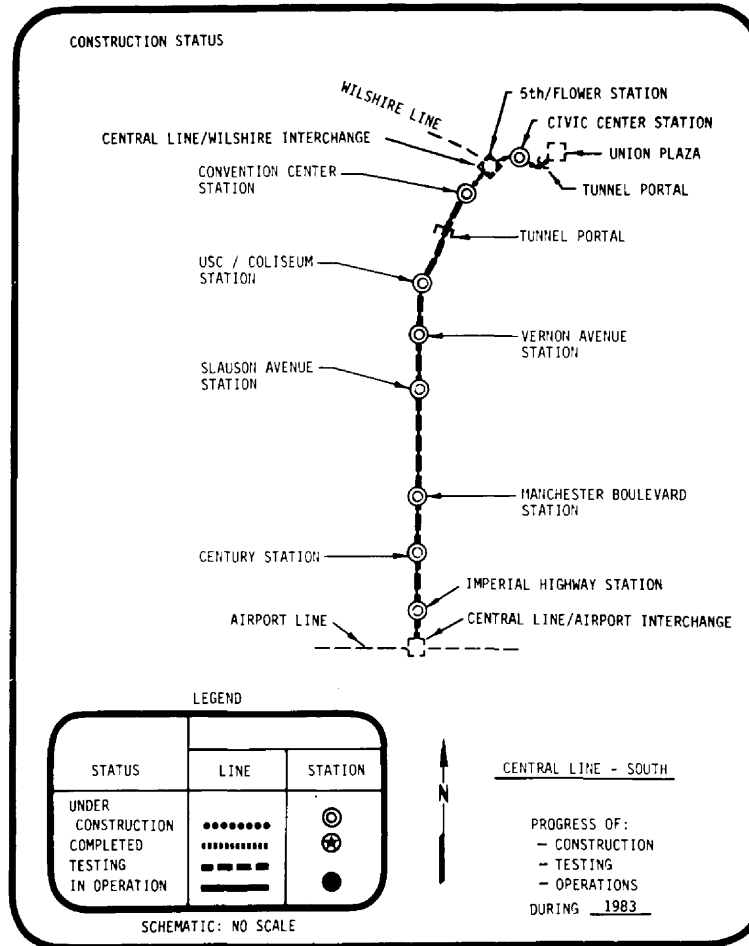 CONSTRUCTION STATUS
WILSHIRE LINE
5th/FLOWER STATION
CIVIC CENTER STATION
CENTRAL LINE/WILSHIRE INTERCHANGE
UNION PLAZA
CONVENTION CENTER
STATION
TUNNEL PORTAL
TUNNEL PORTAL
USC / COLISEUM
STATION
VERNON AVENUE
STATION
SLAUSON AVENUE
STATION
MANCHESTER BOULEVARD
STATION
CENTURY STATION
IMPERIAL HIGHWAY STATION
AIRPORT LINE
CENTRAL LINE/AIRPORT INTERCHANGE
LEGEND
STATUS LINE STATION
UNDER
CONSTRUCTION
COMPLETED
TESTING
IN OPERATION
SCHEMATIC: NO SCALE
N
CENTRAL LINE - SOUTH
PROGRESS OF:
- CONSTRUCTION
- TESTING
- OPERATIONS
DURING 1983